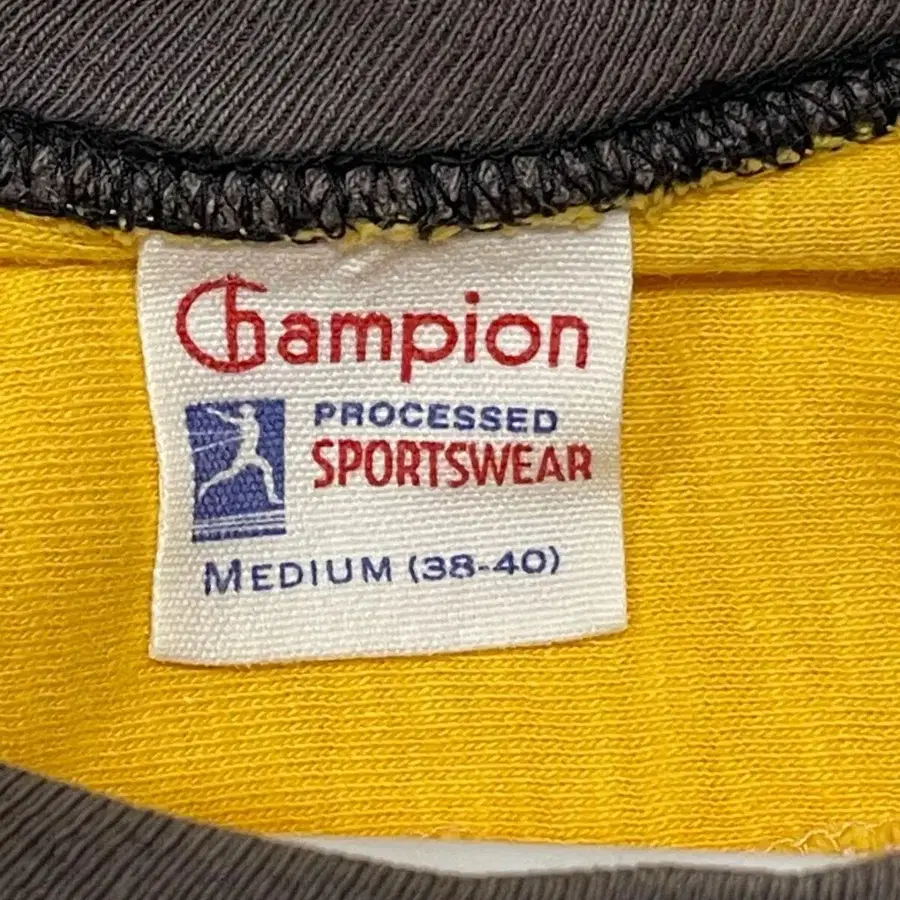 Champion
PROCESSED
SPORTSWEAR
MEDIUM (38-40)